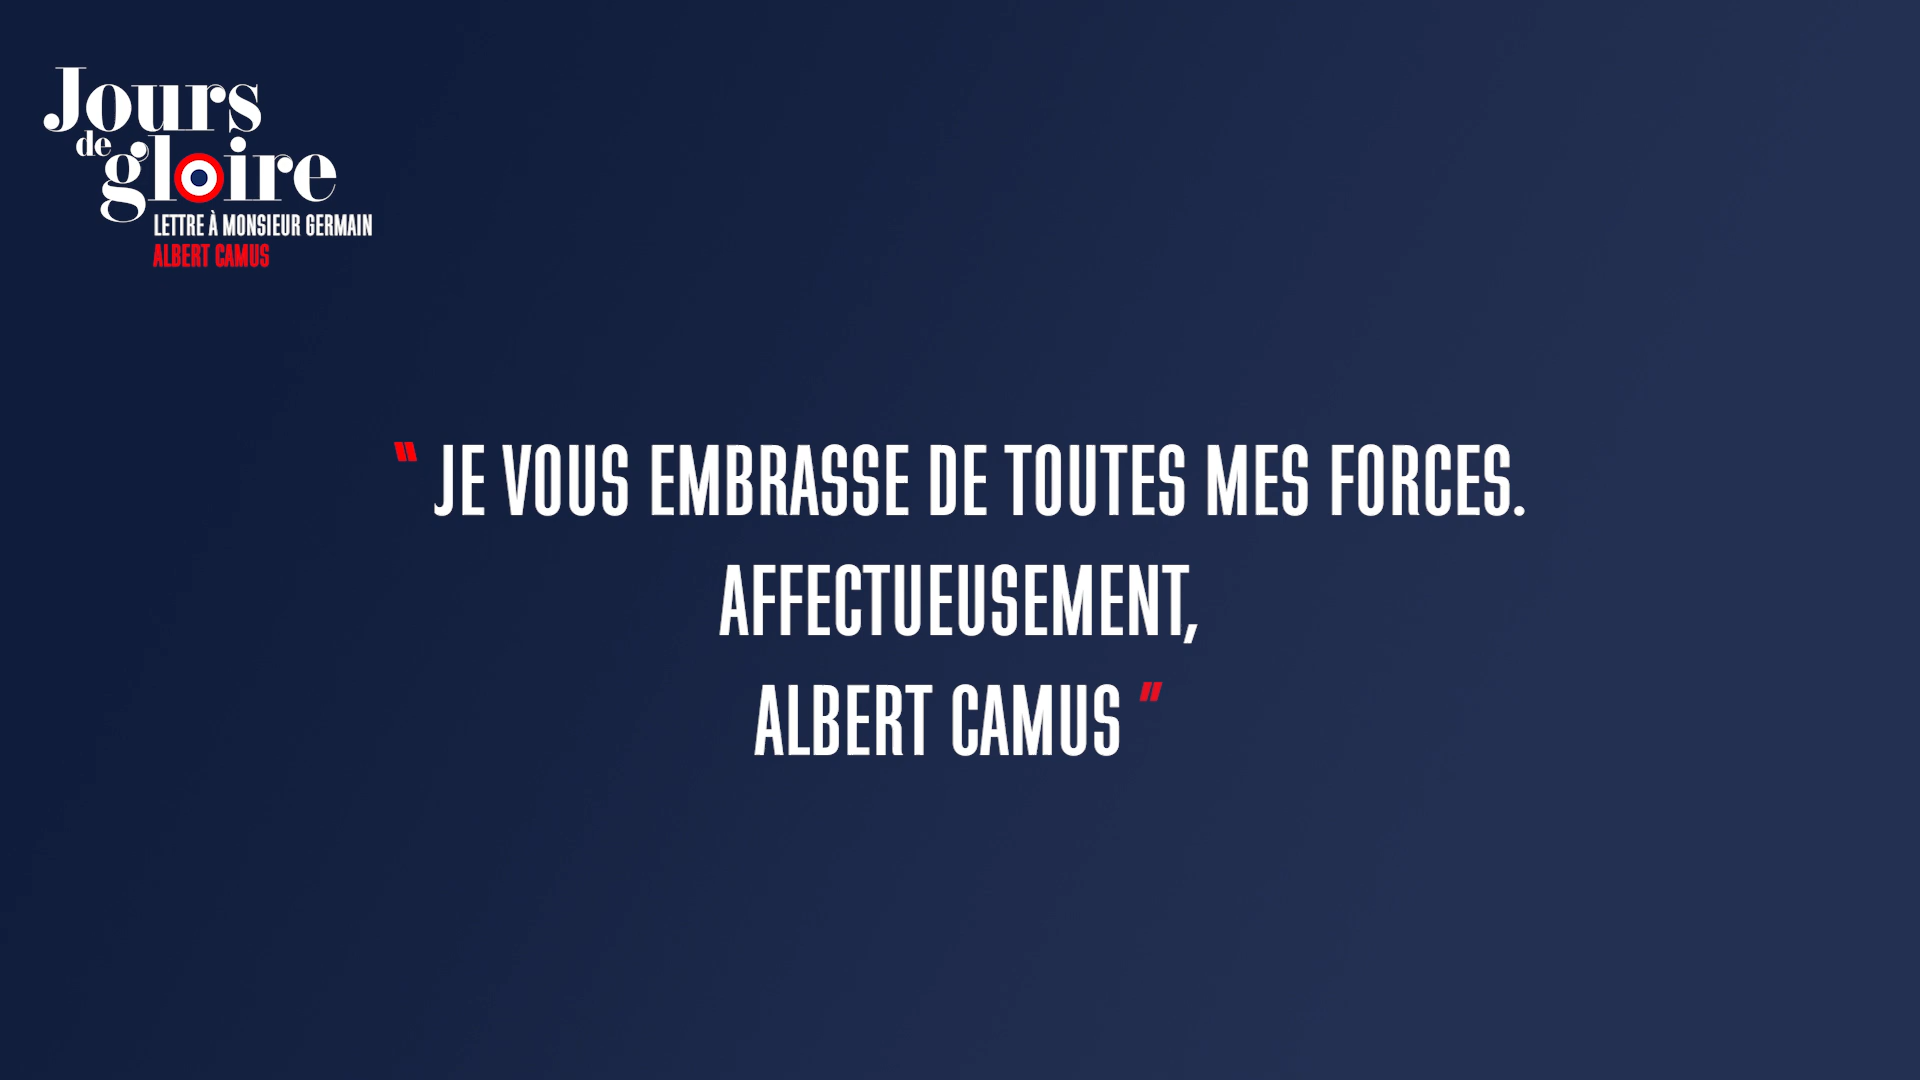 Jours
de
gloire
LETTRE À MONSIEUR GERMAIN
ALBERT CAMUS
“ JE VOUS EMBRASSE DE TOUTES MES FORCES.
AFFECTUEUSEMENT,
ALBERT CAMUS ”